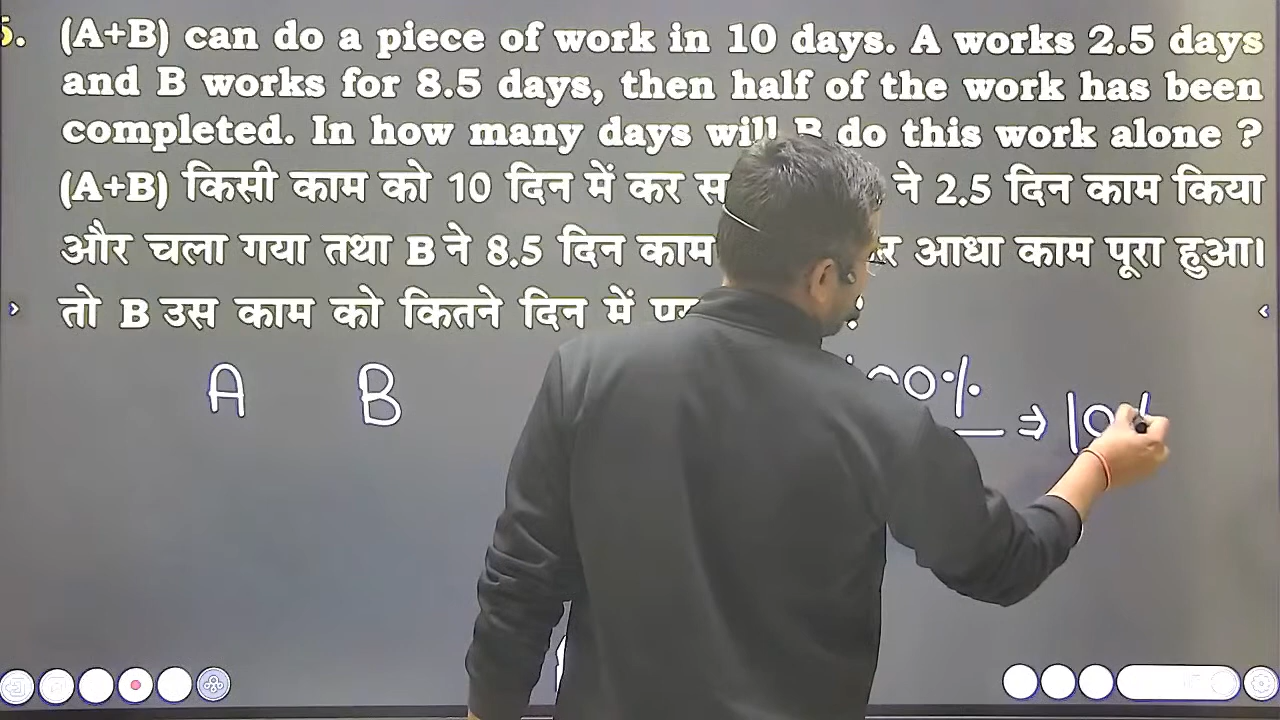 5. (A+B) can do a piece of work in 10 days. A works 2.5 days
and B works for 8.5 days, then half of the work has been
completed. In how many days will B do this work alone ?
(A+B) किसी काम को 10 दिन में कर ने 2.5 दिन काम किया
और चला गया तथा B ने 8.5 दिन काम आधा काम पूरा हुआ।
तो B उस काम को कितने दिन में
A B 100% ⇒ 10%